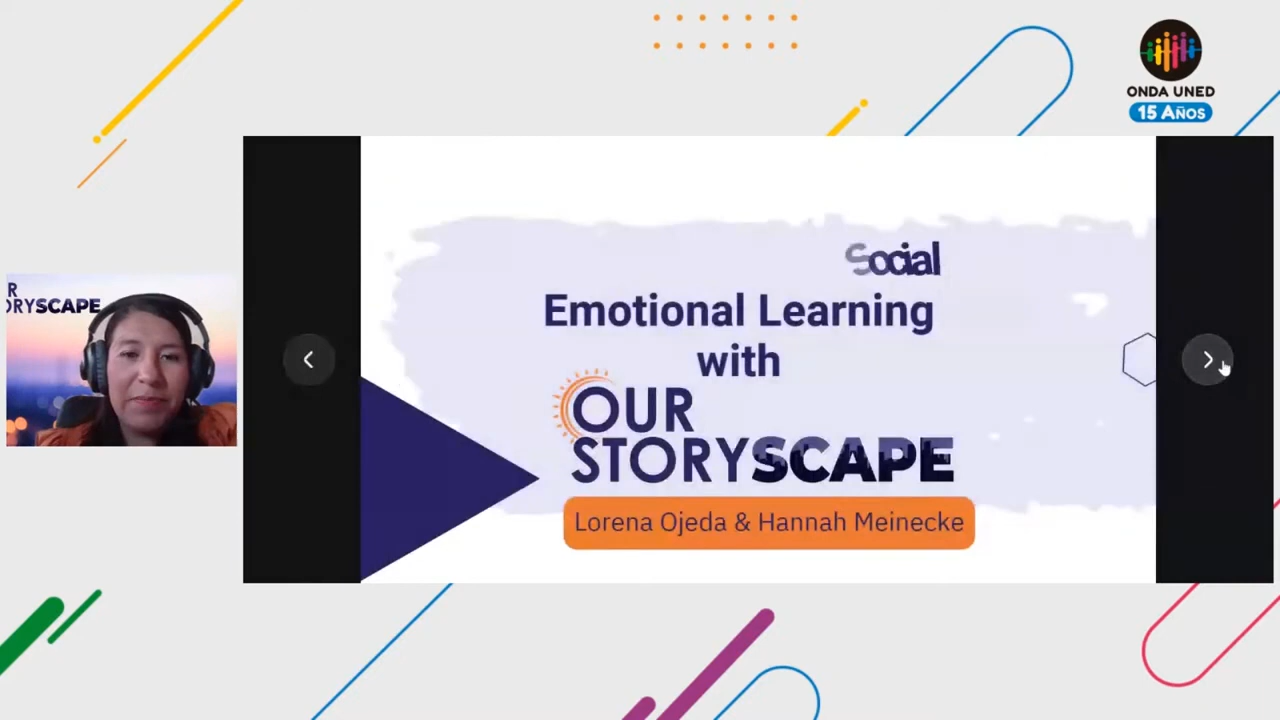 ONDA UNED
15 AÑOS
R
ORYSCAPE
Social
Emotional Learning
with
OUR
STORYSCAPE
Lorena Ojeda & Hannah Meinecke